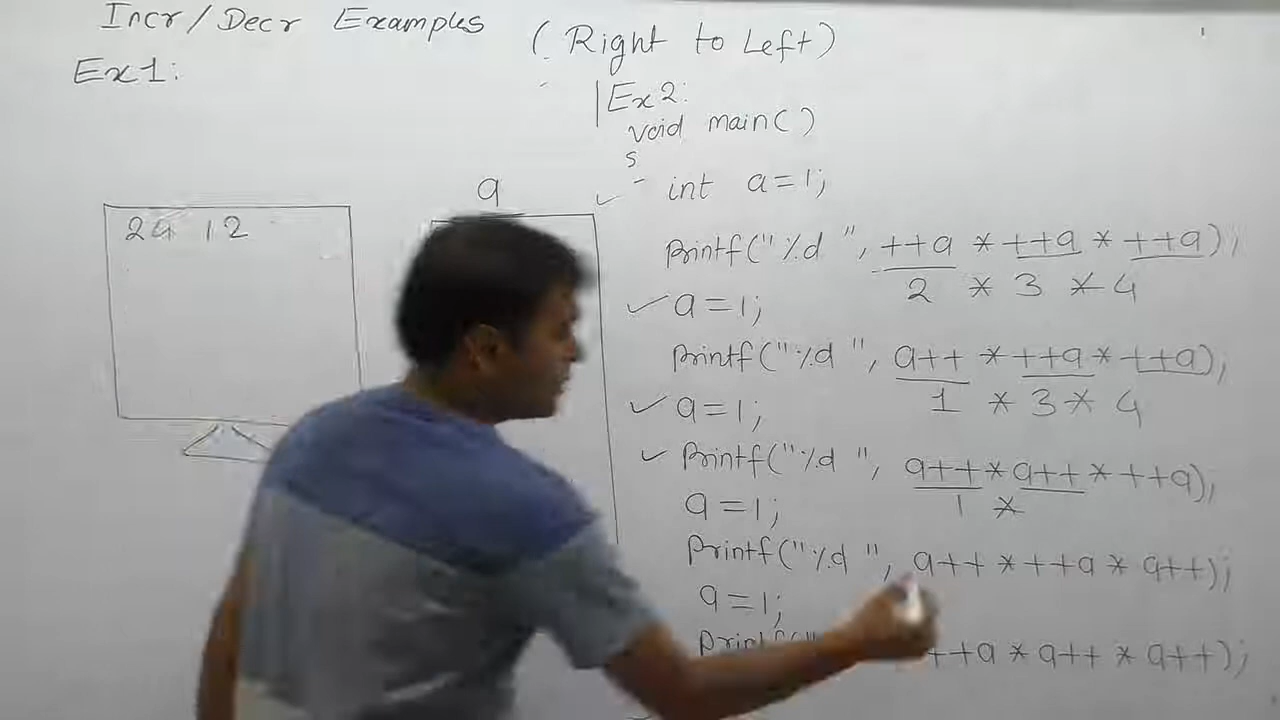 Incr/Decr Examples (Right to Left)
Ex1:
Ex2:
void main()
{
int a=1;
a
24 12
printf("%d ", ++a * ++a * ++a);
2 * 3 * 4
a=1;
printf("%d ", a++ * ++a * ++a);
1 * 3 * 4
a=1;
printf("%d ", a++ * a++ * ++a);
1 *
a=1;
printf("%d ", a++ * ++a * a++);
a=1;
printf("
++a * a++ * a++);